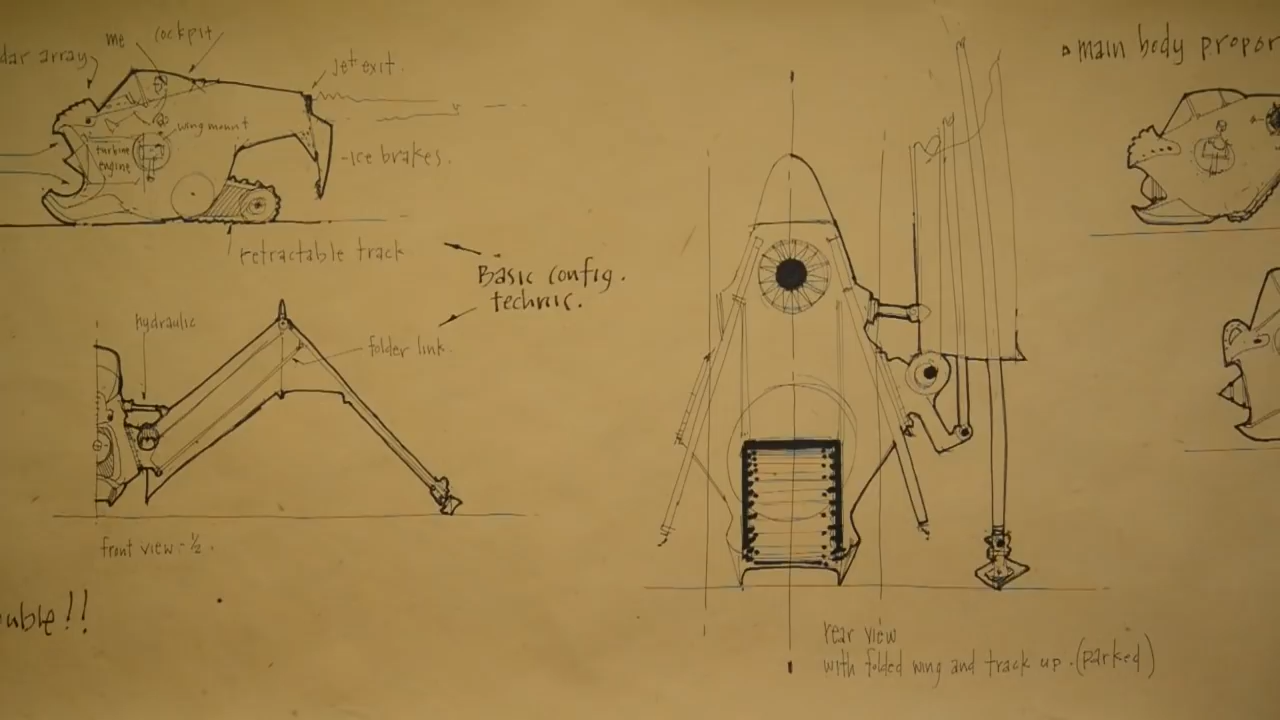 dar array
me
cockpit
jet exit.
wing mount
turbine
engine
-ice brakes.
retractable track
Basic config.
technic.
hydraulic
folder link.
front view - ½.
uble!!
main body propor
rear view
with folded wing and track up . (parked)